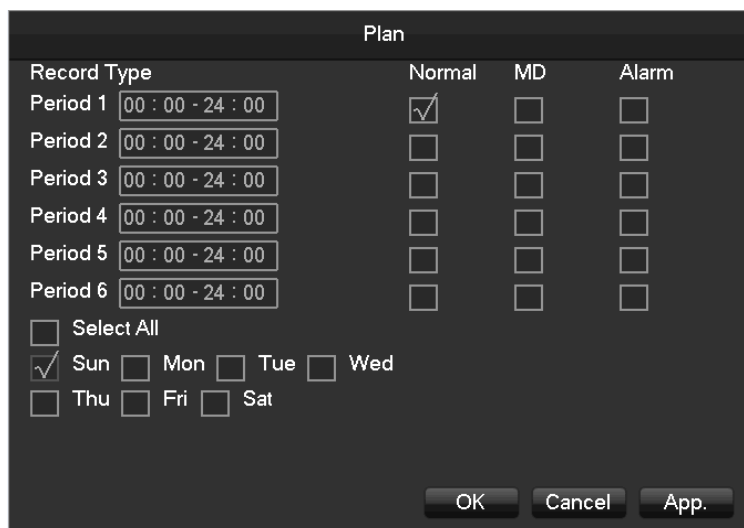 Plan
Record Type Normal MD Alarm
Period 1 00 : 00 - 24 : 00
Period 2 00 : 00 - 24 : 00
Period 3 00 : 00 - 24 : 00
Period 4 00 : 00 - 24 : 00
Period 5 00 : 00 - 24 : 00
Period 6 00 : 00 - 24 : 00
Select All
Sun Mon Tue Wed
Thu Fri Sat
OK Cancel App.